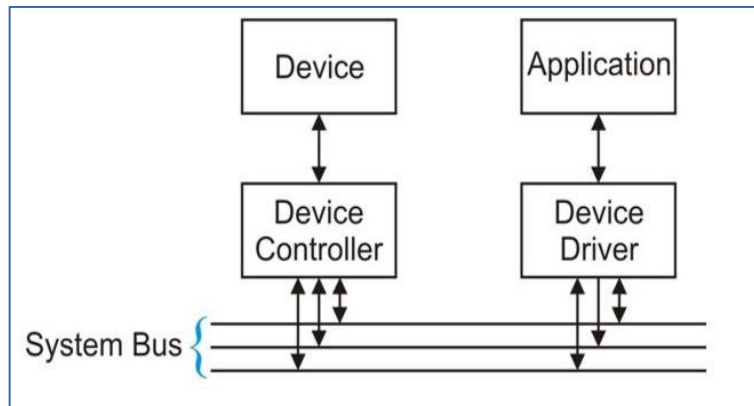 Device
Application
Device
Controller
Device
Driver
System Bus